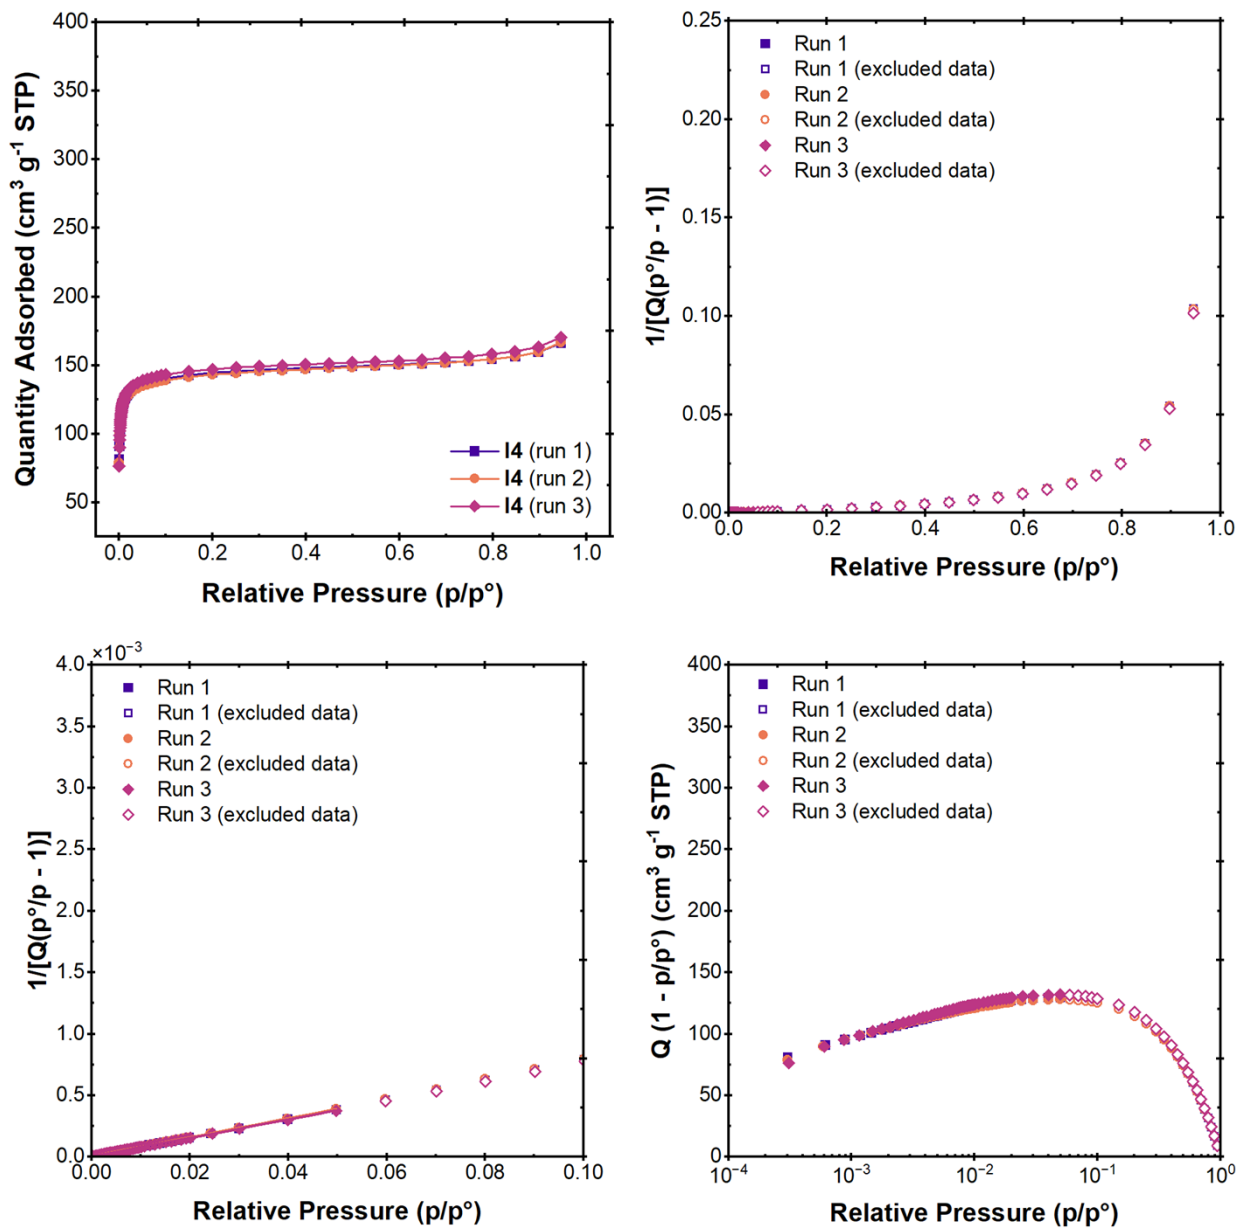 400
350
300
250
200
150
100
50
0.0 0.2 0.4 0.6 0.8 1.0
Quantity Adsorbed (cm³ g⁻¹ STP)
Relative Pressure (p/p°)
I4 (run 1)
I4 (run 2)
I4 (run 3)
0.25
0.20
0.15
0.10
0.05
0.00
0.0 0.2 0.4 0.6 0.8 1.0
1/[Q(p°/p - 1)]
Relative Pressure (p/p°)
Run 1
Run 1 (excluded data)
Run 2
Run 2 (excluded data)
Run 3
Run 3 (excluded data)
×10⁻³
4.0
3.5
3.0
2.5
2.0
1.5
1.0
0.5
0.0
0.00 0.02 0.04 0.06 0.08 0.10
1/[Q(p°/p - 1)]
Relative Pressure (p/p°)
Run 1
Run 1 (excluded data)
Run 2
Run 2 (excluded data)
Run 3
Run 3 (excluded data)
400
350
300
250
200
150
100
50
0
10⁻⁴ 10⁻³ 10⁻² 10⁻¹ 10⁰
Q (1 - p/p°) (cm³ g⁻¹ STP)
Relative Pressure (p/p°)
Run 1
Run 1 (excluded data)
Run 2
Run 2 (excluded data)
Run 3
Run 3 (excluded data)